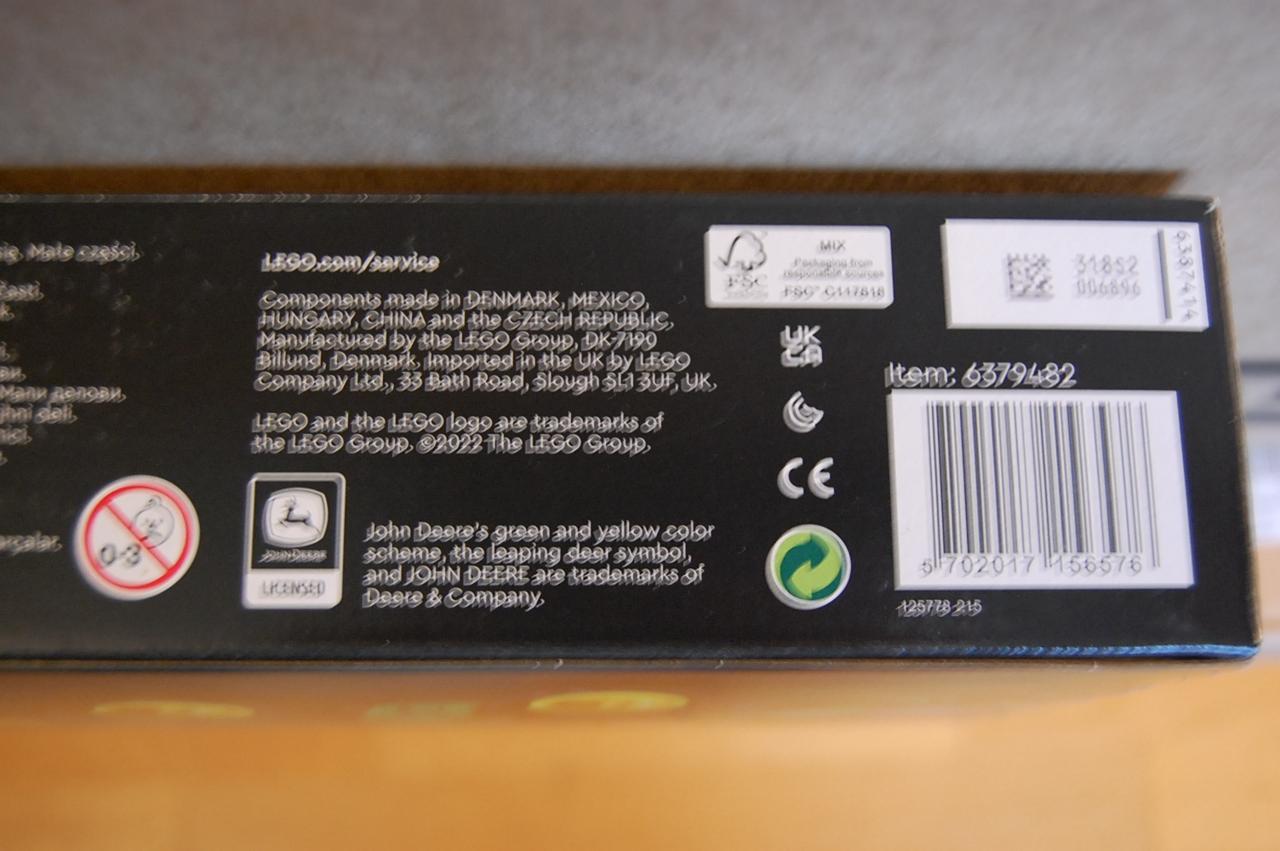 się. Małe części.
Мали делови.
LEGO.com/service
Components made in DENMARK, MEXICO,
HUNGARY, CHINA and the CZECH REPUBLIC.
Manufactured by the LEGO Group, DK-7190
Billund, Denmark. Imported in the UK by LEGO
Company Ltd., 33 Bath Road, Slough SL1 3UF, UK.
LEGO and the LEGO logo are trademarks of
the LEGO Group. ©2022 The LEGO Group.
0-3
JOHN DEERE
LICENSED
John Deere's green and yellow color
scheme, the leaping deer symbol,
and JOHN DEERE are trademarks of
Deere & Company.
FSC
MIX
Packaging from
responsible sources
FSC® C117818
UK
CA
CE
31852
006896
6387414
Item: 6379482
5 702017 156576
125778 215